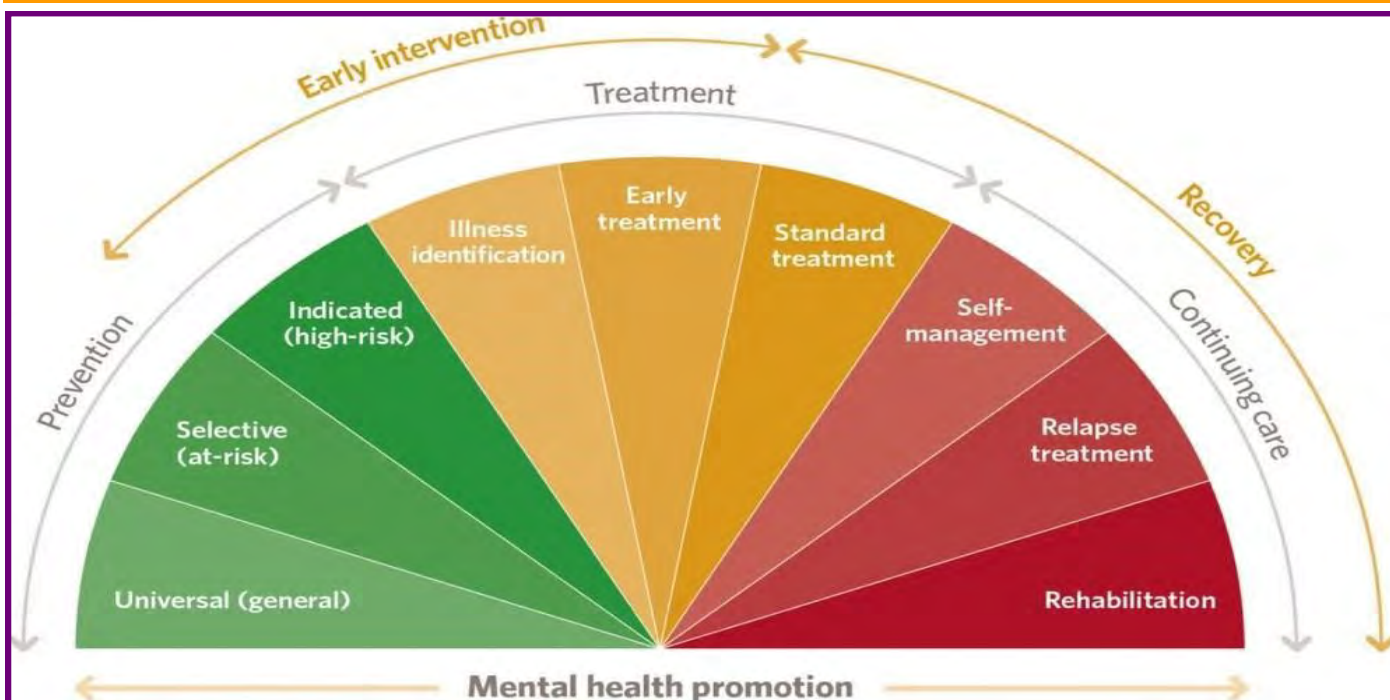 Early intervention
Treatment
Recovery
Prevention
Continuing care
Universal (general)
Selective
(at-risk)
Indicated
(high-risk)
Illness
identification
Early
treatment
Standard
treatment
Self-
management
Relapse
treatment
Rehabilitation
Mental health promotion